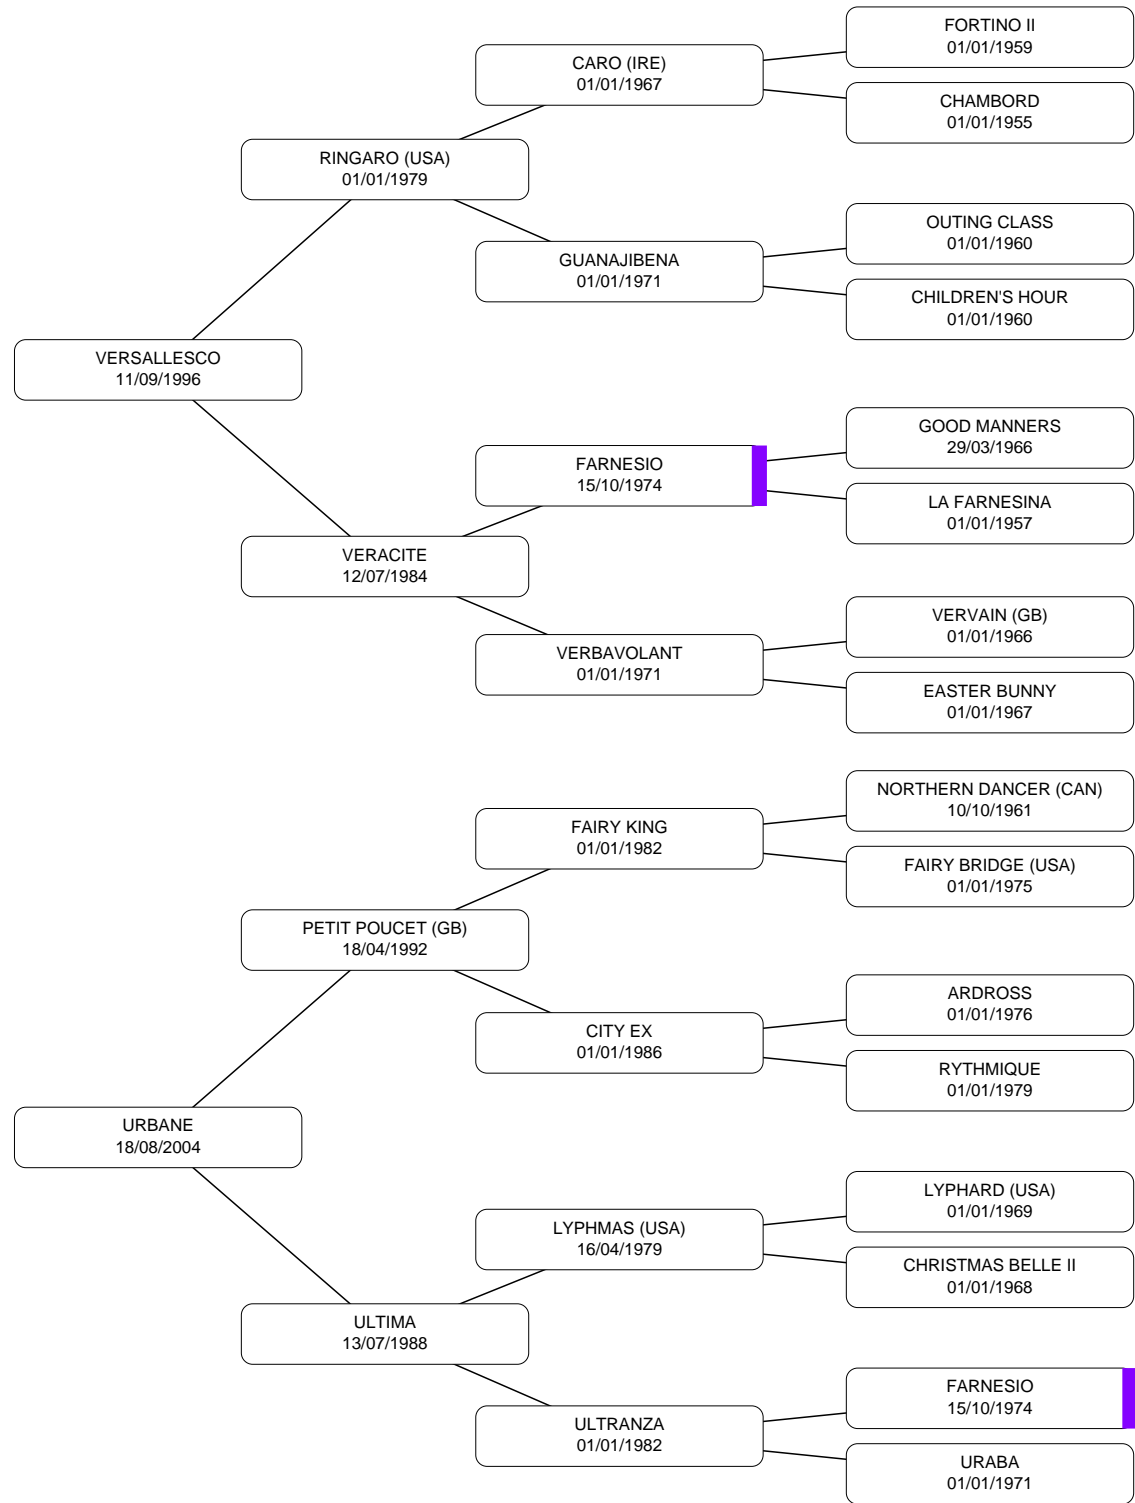 FORTINO II
01/01/1959
CARO (IRE)
01/01/1967
CHAMBORD
01/01/1955
RINGARO (USA)
01/01/1979
OUTING CLASS
01/01/1960
GUANAJIBENA
01/01/1971
CHILDREN'S HOUR
01/01/1960
VERSALLESCO
11/09/1996
GOOD MANNERS
29/03/1966
FARNESIO
15/10/1974
LA FARNESINA
01/01/1957
VERACITE
12/07/1984
VERVAIN (GB)
01/01/1966
VERBAVOLANT
01/01/1971
EASTER BUNNY
01/01/1967
NORTHERN DANCER (CAN)
10/10/1961
FAIRY KING
01/01/1982
FAIRY BRIDGE (USA)
01/01/1975
PETIT POUCET (GB)
18/04/1992
ARDROSS
01/01/1976
CITY EX
01/01/1986
RYTHMIQUE
01/01/1979
URBANE
18/08/2004
LYPHARD (USA)
01/01/1969
LYPHMAS (USA)
16/04/1979
CHRISTMAS BELLE II
01/01/1968
ULTIMA
13/07/1988
FARNESIO
15/10/1974
ULTRANZA
01/01/1982
URABA
01/01/1971